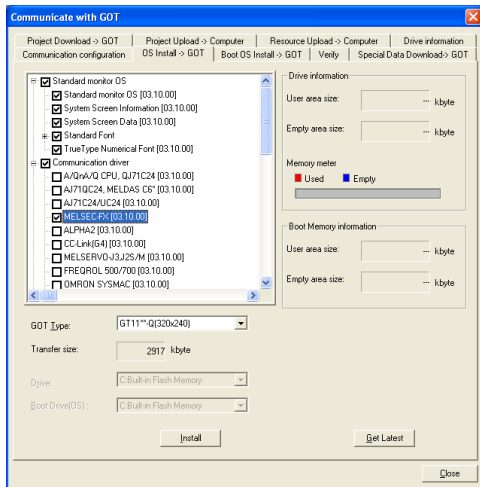 Communicate with GOT
Project Download -> GOT
Project Upload -> Computer
Resource Upload -> Computer
Drive information
Communication configuration
OS Install -> GOT
Boot OS Install -> GOT
Verify
Special Data Download-> GOT
Standard monitor OS
Standard monitor OS [03.10.00]
System Screen Information [03.10.00]
System Screen Data [03.10.00]
Standard Font
TrueType Numerical Font [03.10.00]
Communication driver
A/QnA/Q CPU, QJ71C24 [03.10.00]
AJ71QC24, MELDAS C6* [03.10.00]
AJ71C24/UC24 [03.10.00]
MELSEC-FX [03.10.00]
ALPHA2 [03.10.00]
CC-Link(G4) [03.10.00]
MELSERVO-J3,J2S/M [03.10.00]
FREQROL 500/700 [03.10.00]
OMRON SYSMAC [03.10.00]
Drive information
User area size: --- kbyte
Empty area size: --- kbyte
Memory meter
Used Empty
Boot Memory information
User area size: --- kbyte
Empty area size: --- kbyte
GOT Type: GT11**-Q(320x240)
Transfer size: 2917 kbyte
Drive: C:Built-in Flash Memory
Boot Drive(OS) : C:Built-in Flash Memory
Install
Get Latest
Close